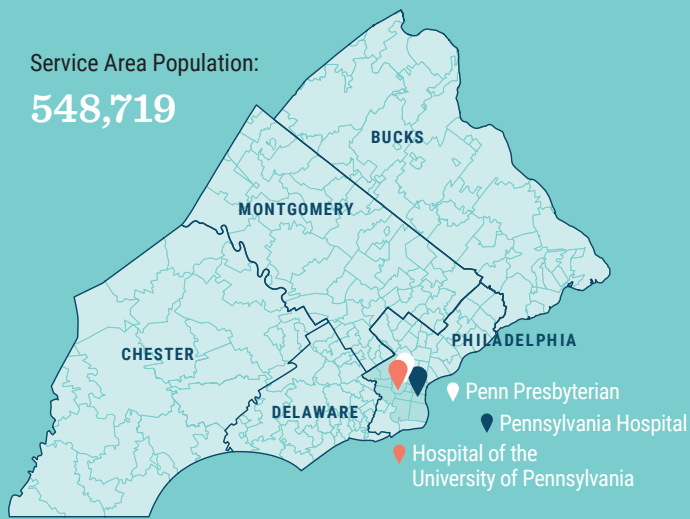 Service Area Population:
548,719
BUCKS
MONTGOMERY
PHILADELPHIA
CHESTER
DELAWARE
Penn Presbyterian
Pennsylvania Hospital
Hospital of the
University of Pennsylvania